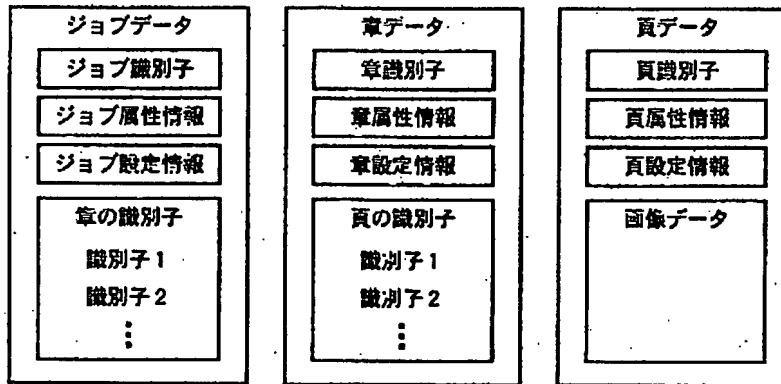 ジョブデータ
ジョブ識別子
ジョブ属性情報
ジョブ設定情報
章の識別子
識別子1
識別子2
⋮
章データ
章識別子
章属性情報
章設定情報
頁の識別子
識別子1
識別子2
⋮
頁データ
頁識別子
頁属性情報
頁設定情報
画像データ